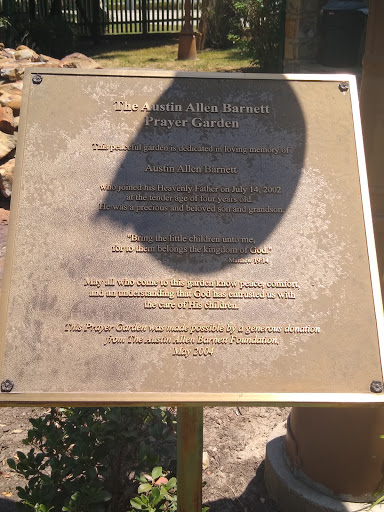 The Austin Allen Barnett
Prayer Garden
This peaceful garden is dedicated in loving memory of
Austin Allen Barnett
who joined his Heavenly Father on July 14, 2002
at the tender age of four years old.
He was a precious and beloved son and grandson.
"Bring the little children unto me,
for to them belongs the kingdom of God."
Matthew 19:14
May all who come to this garden know peace, comfort,
and an understanding that God has entrusted us with
the care of His children.
This Prayer Garden was made possible by a generous donation
from The Austin Allen Barnett Foundation,
May 2004